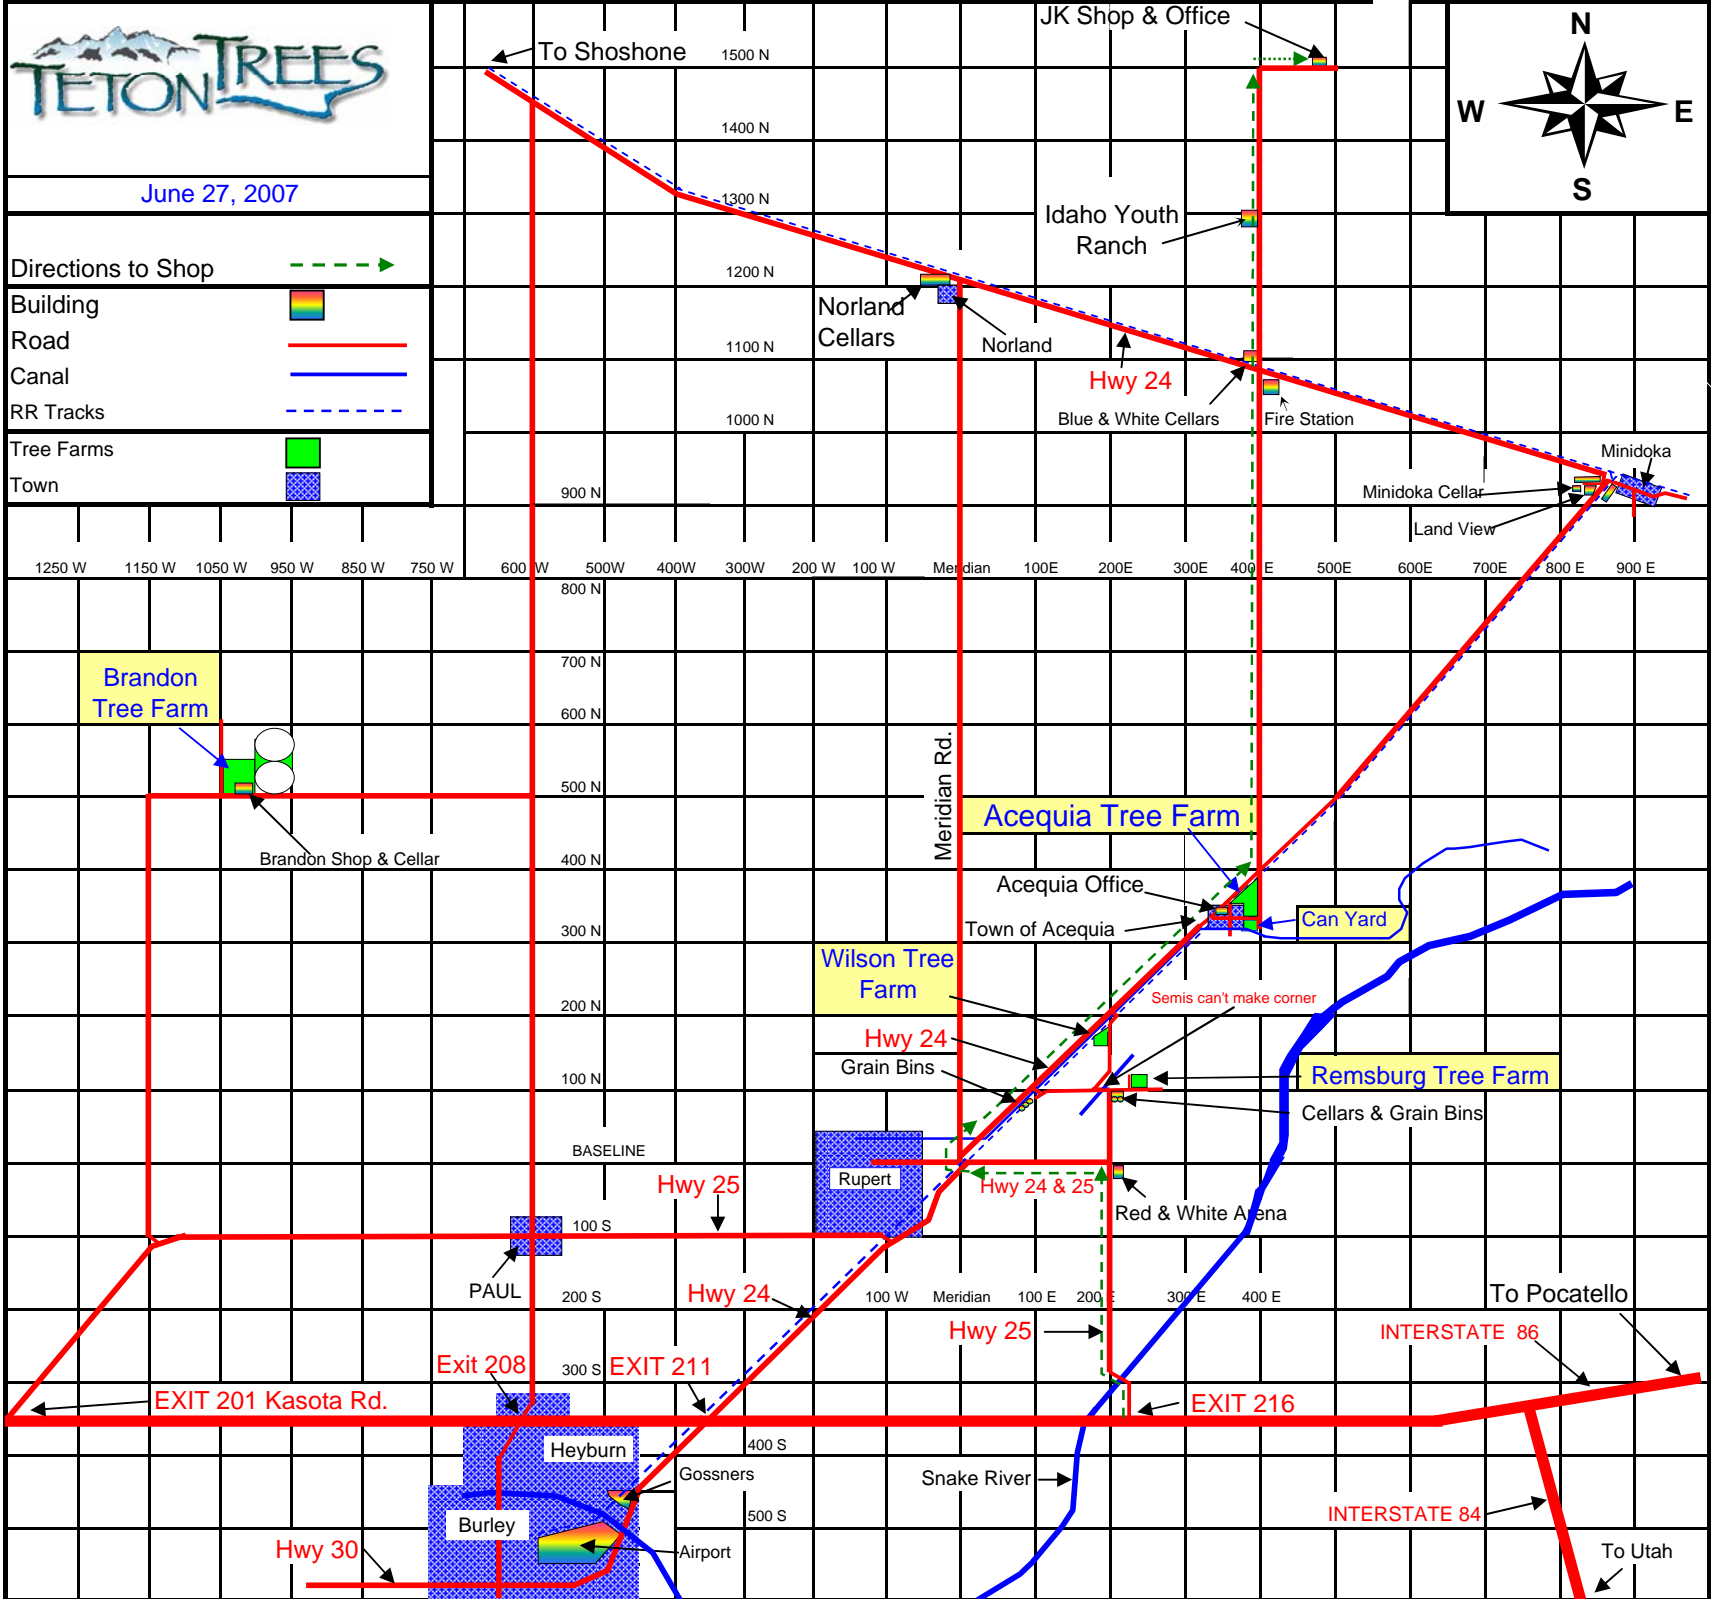 TETON TREES
June 27, 2007
Directions to Shop
Building
Road
Canal
RR Tracks
Tree Farms
Town
JK Shop & Office
To Shoshone
N
W
E
S
1500 N
1400 N
1300 N
1200 N
1100 N
1000 N
900 N
Idaho Youth
Ranch
Norland
Cellars
Norland
Hwy 24
Blue & White Cellars
Fire Station
Minidoka
Minidoka Cellar
Land View
1250 W
1150 W
1050 W
950 W
850 W
750 W
600 W
500W
400W
300W
200 W
100 W
Meridian
100E
200E
300E
400 E
500E
600E
700E
800 E
900 E
800 N
700 N
600 N
500 N
400 N
300 N
200 N
100 N
BASELINE
100 S
200 S
300 S
400 S
500 S
Brandon
Tree Farm
Brandon Shop & Cellar
Meridian Rd.
Acequia Tree Farm
Acequia Office
Town of Acequia
Can Yard
Wilson Tree
Farm
Semis can't make corner
Hwy 24
Grain Bins
Remsburg Tree Farm
Cellars & Grain Bins
Rupert
Hwy 24 & 25
Red & White Arena
Hwy 25
PAUL
Hwy 24
100 W
Meridian
100 E
200 E
300 E
400 E
To Pocatello
Hwy 25
INTERSTATE 86
Exit 208
EXIT 211
EXIT 201 Kasota Rd.
EXIT 216
Heyburn
Gossners
Snake River
Burley
INTERSTATE 84
Hwy 30
Airport
To Utah